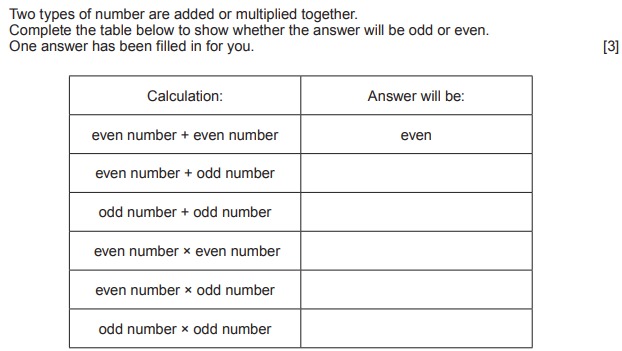 Two types of number are added or multiplied together.
Complete the table below to show whether the answer will be odd or even.
One answer has been filled in for you. [3]
Calculation: Answer will be:
even number + even number even
even number + odd number
odd number + odd number
even number × even number
even number × odd number
odd number × odd number